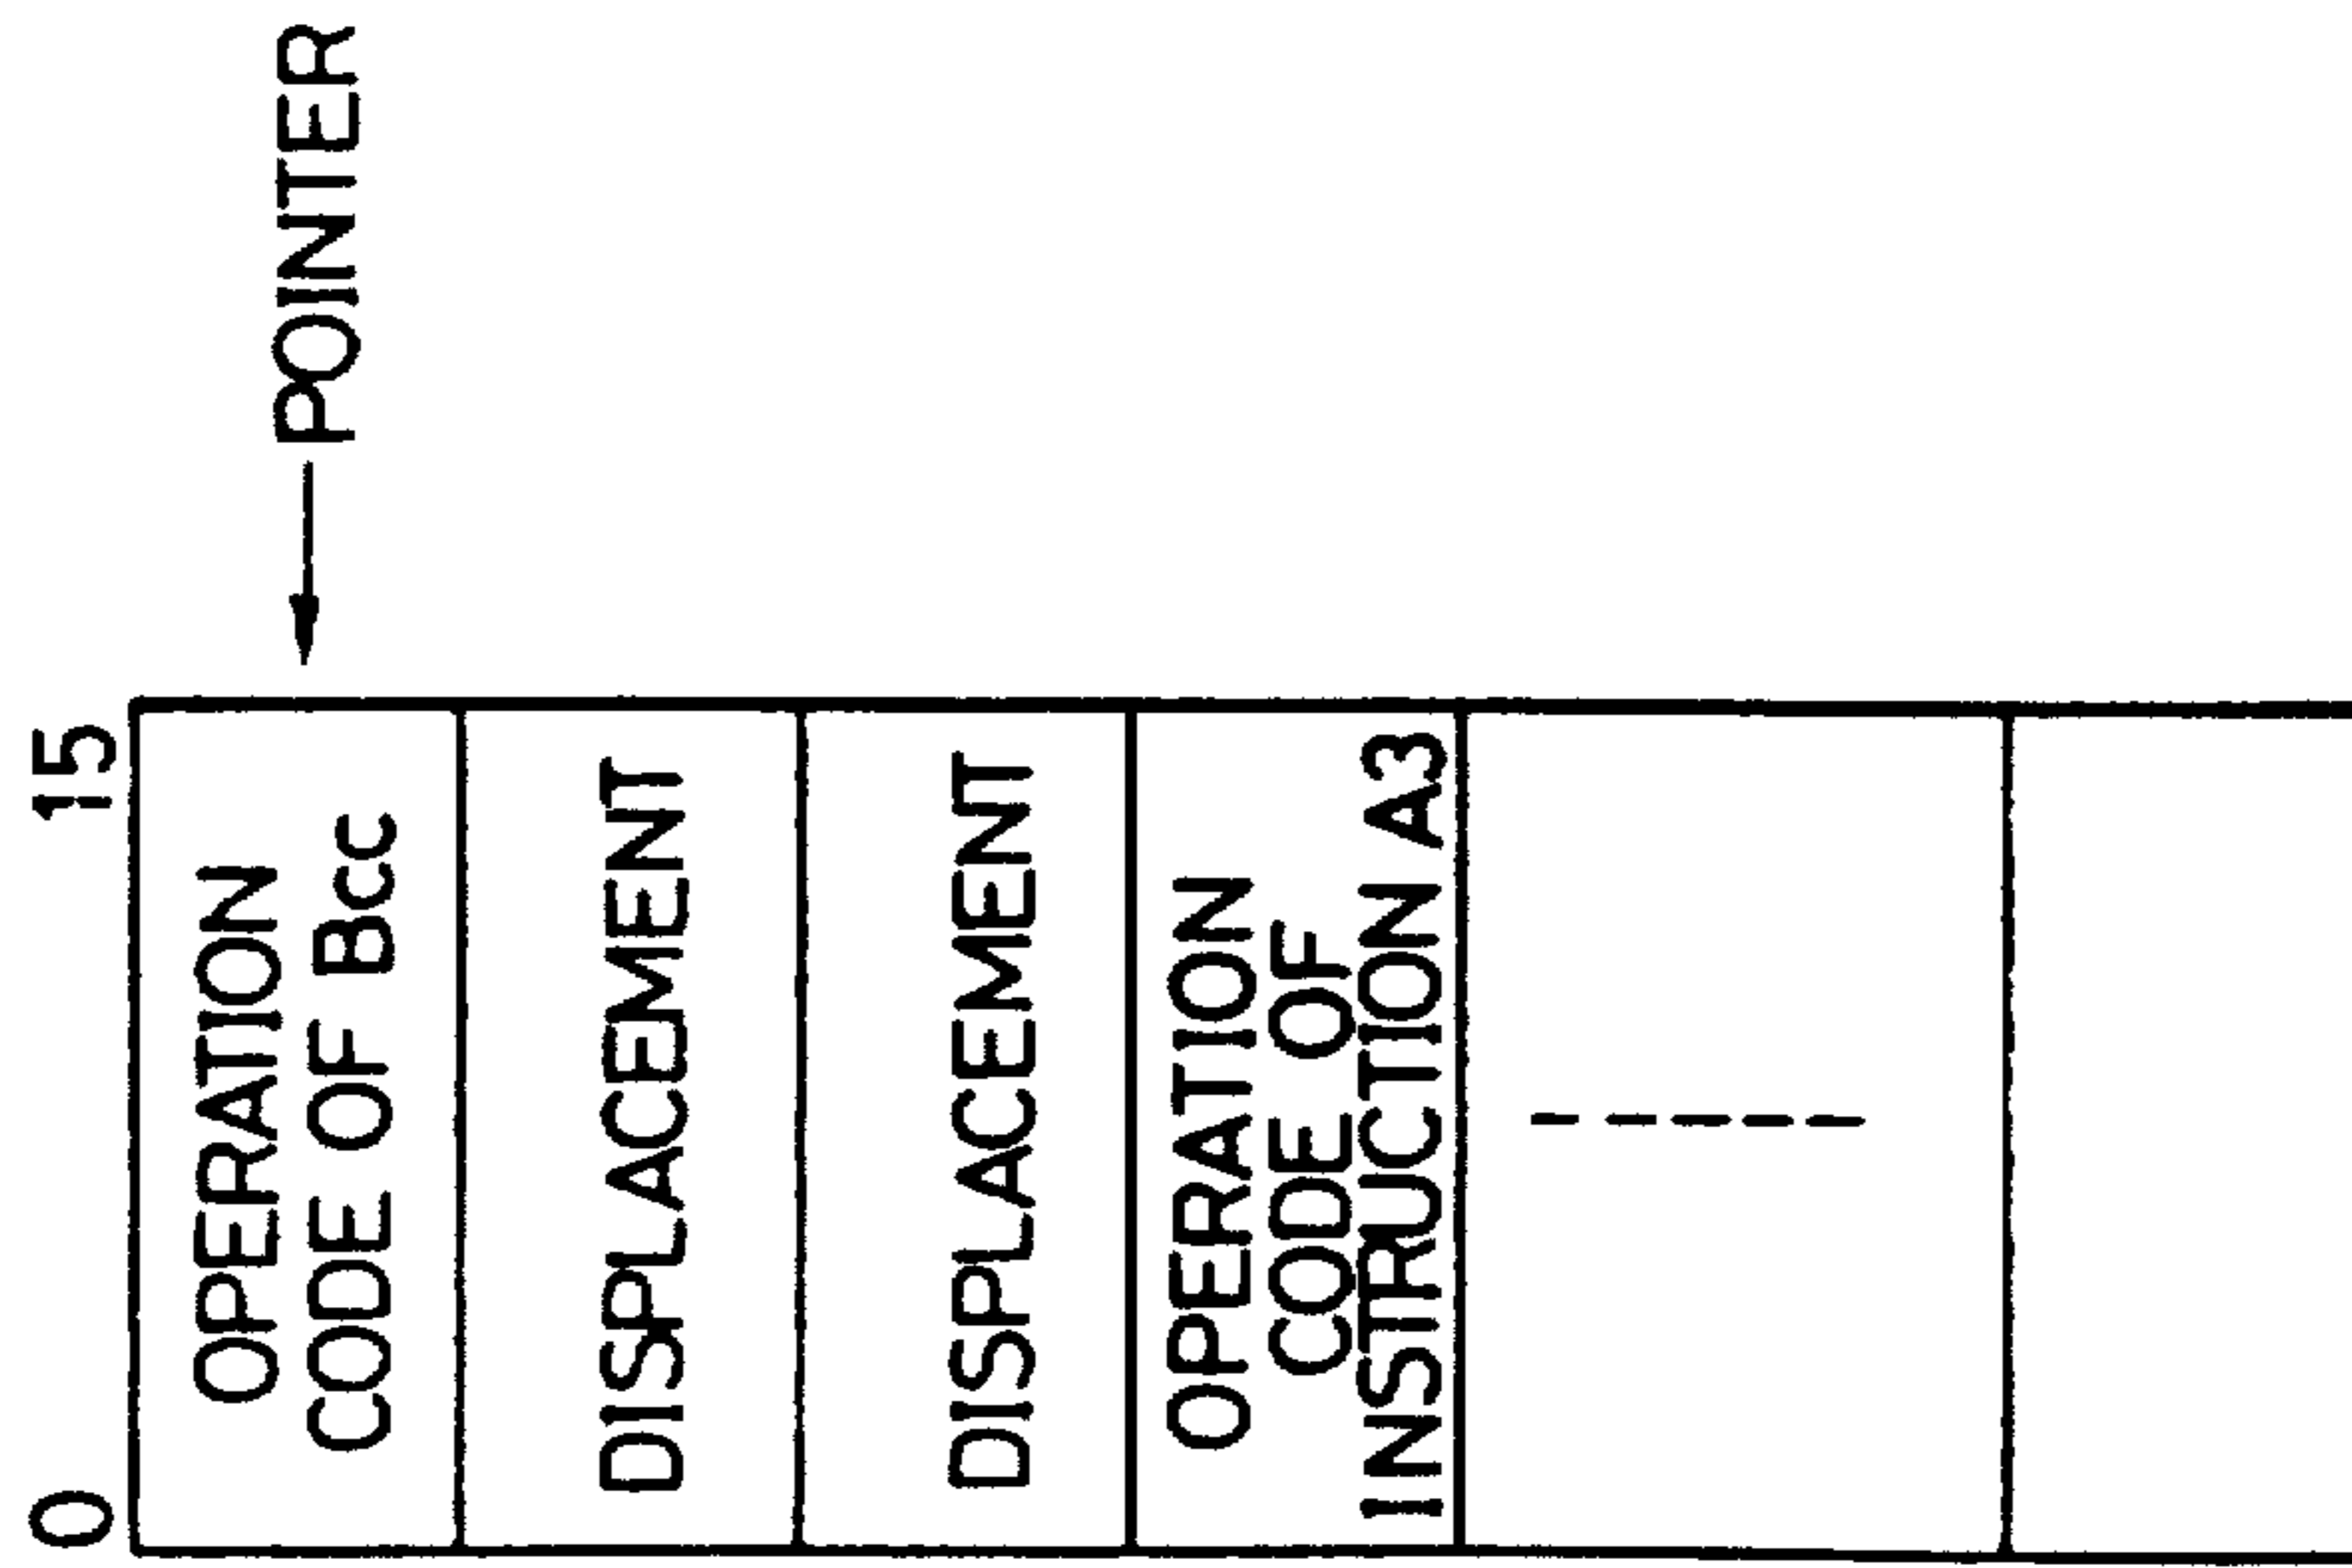 0 15
OPERATION
CODE OF Bcc
POINTER
DISPLACEMENT
DISPLACEMENT
OPERATION
CODE OF
INSTRUCTION A3